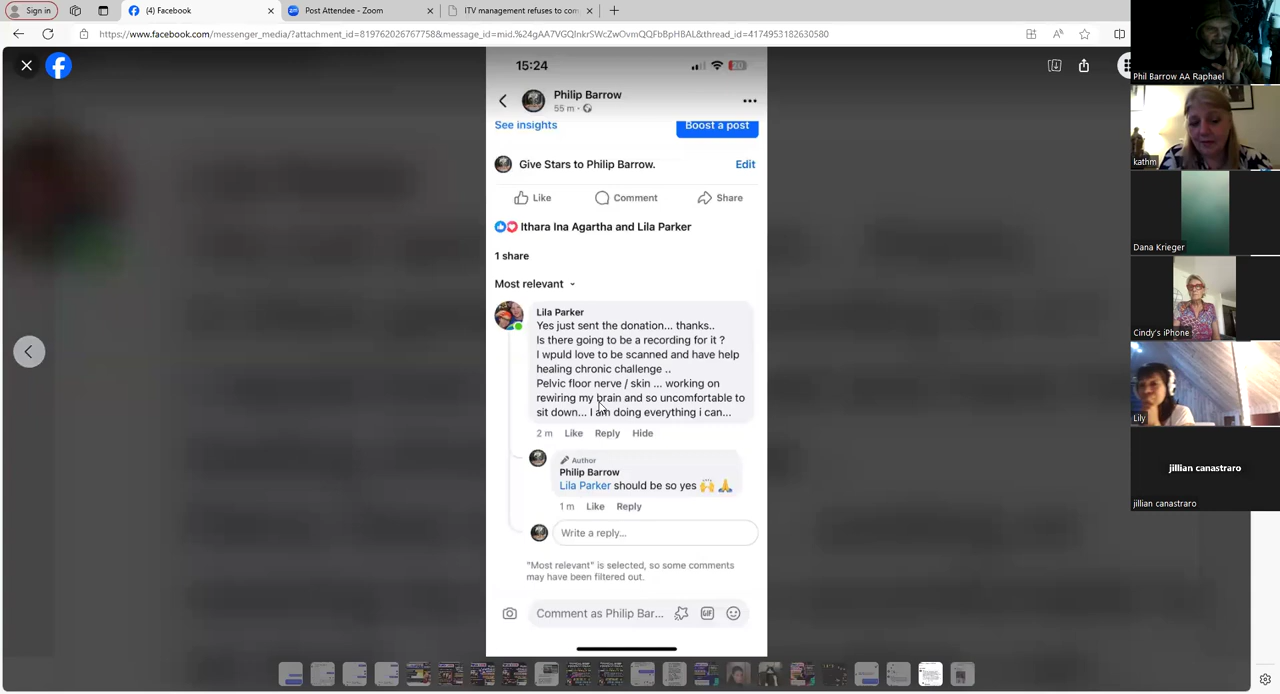 Sign in
(4) Facebook
Post Attendee - Zoom
ITV management refuses to com
https://www.facebook.com/messenger_media/?attachment_id=819762026767758&message_id=mid.%24gAA7VGQInkrSWcZwOvmQQFbBpHBAL&thread_id=4174953182630580
15:24
20
Philip Barrow
55 m
See insights
Boost a post
Give Stars to Philip Barrow.
Edit
Like
Comment
Share
Ithara Ina Agartha and Lila Parker
1 share
Most relevant
Lila Parker
Yes just sent the donation... thanks..
Is there going to be a recording for it ?
I wpuld love to be scanned and have help
healing chronic challenge ..
Pelvic floor nerve / skin ... working on
rewiring my brain and so uncomfortable to
sit down... I am doing everything i can...
2 m Like Reply Hide
Author
Philip Barrow
Lila Parker should be so yes 🙌 🙏
1 m Like Reply
Write a reply...
"Most relevant" is selected, so some comments
may have been filtered out.
Comment as Philip Bar...
GIF
Phil Barrow AA Raphael
kathm
Dana Krieger
Cindy's iPhone
Lily
jillian canastraro
jillian canastraro